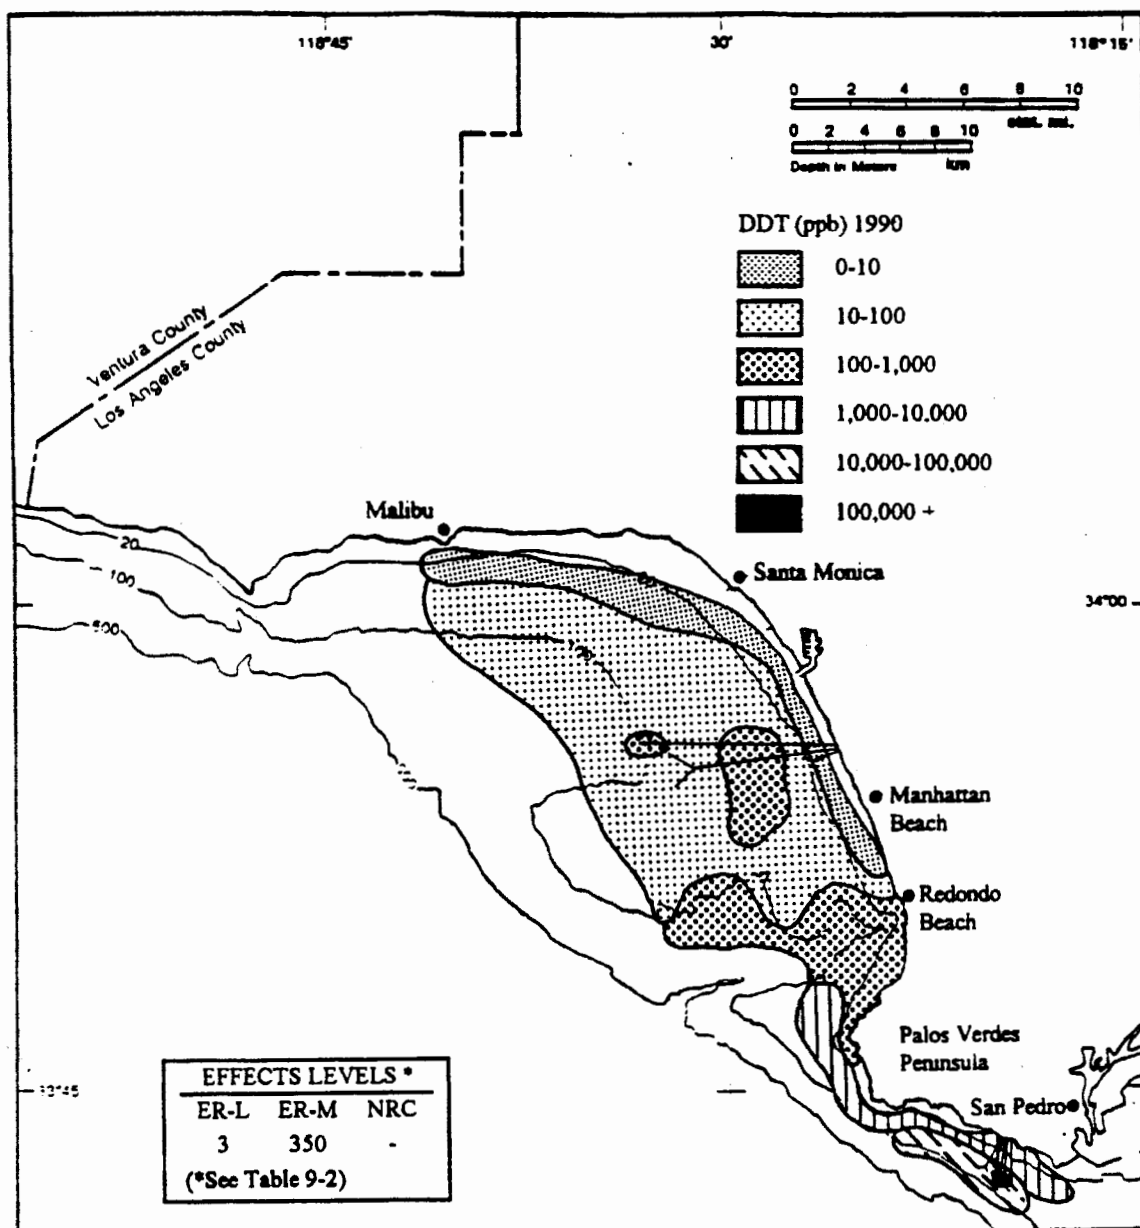 118°45'
30'
118°15'
0 2 4 6 8 10
stat. mi.
0 2 4 6 8 10
Depth in Meters km
DDT (ppb) 1990
0-10
10-100
100-1,000
1,000-10,000
10,000-100,000
100,000 +
Ventura County
Los Angeles County
Malibu
Santa Monica
34°00
20
100
500
Manhattan
Beach
Redondo
Beach
Palos Verdes
Peninsula
San Pedro
EFFECTS LEVELS *
ER-L ER-M NRC
3 350 -
(*See Table 9-2)